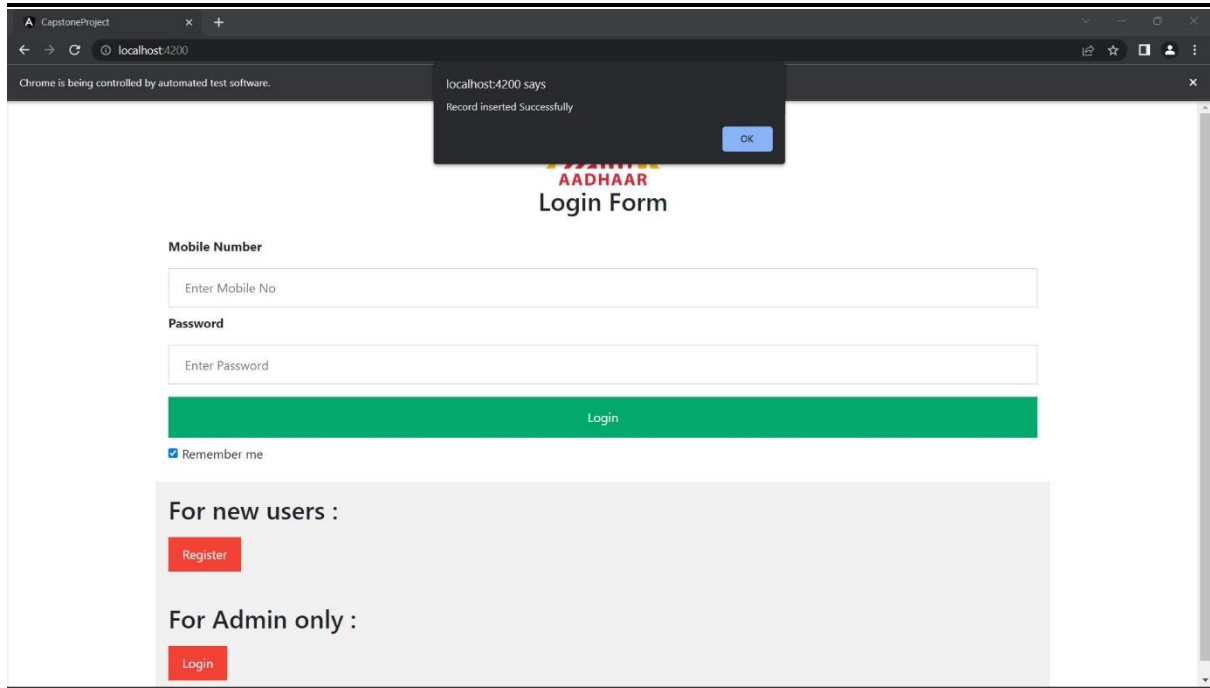 CapstoneProject
localhost:4200
Chrome is being controlled by automated test software.
localhost:4200 says
Record inserted Successfully
OK
AADHAAR
Login Form
Mobile Number
Enter Mobile No
Password
Enter Password
Login
Remember me
For new users :
Register
For Admin only :
Login